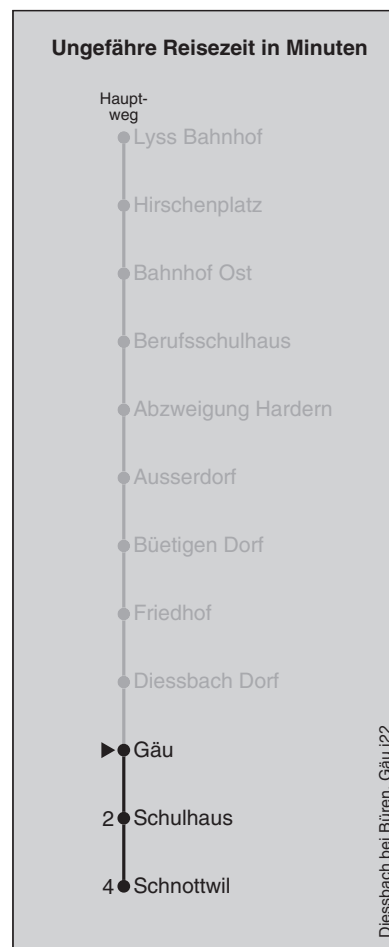 Ungefähre Reisezeit in Minuten
Haupt-
weg
Lyss Bahnhof
Hirschenplatz
Bahnhof Ost
Berufsschulhaus
Abzweigung Hardern
Ausserdorf
Büetigen Dorf
Friedhof
Diessbach Dorf
Gäu
2 Schulhaus
4 Schnottwil
Diessbach bei Büren, Gäu j22